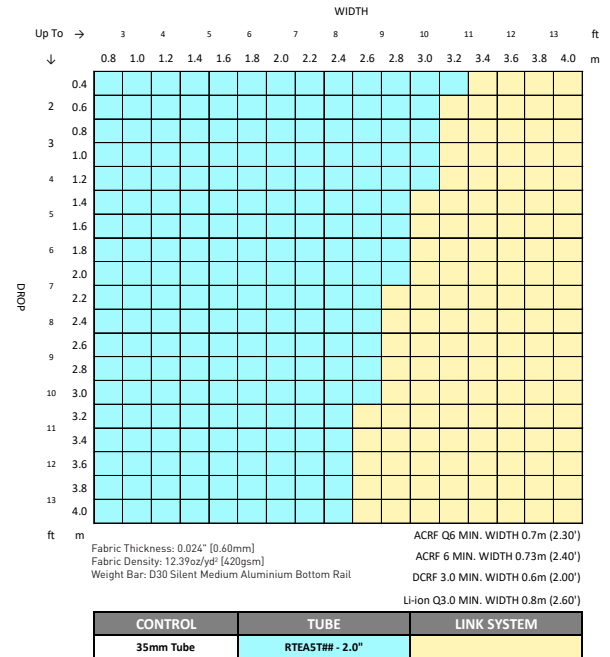 WIDTH
Up To → 3 4 5 6 7 8 9 10 11 12 13 ft
↓ 0.8 1.0 1.2 1.4 1.6 1.8 2.0 2.2 2.4 2.6 2.8 3.0 3.2 3.4 3.6 3.8 4.0 m
0.4
2 0.6
0.8
3
1.0
4 1.2
1.4
5
1.6
6 1.8
2.0
DROP
7
2.2
8 2.4
2.6
9
2.8
10 3.0
3.2
11
3.4
12 3.6
3.8
13
4.0
ft m
ACRF Q6 MIN. WIDTH 0.7m (2.30')
Fabric Thickness: 0.024" [0.60mm]
ACRF 6 MIN. WIDTH 0.73m (2.40')
Fabric Density: 12.39oz/yd² [420gsm]
Weight Bar: D30 Silent Medium Aluminium Bottom Rail
DCRF 3.0 MIN. WIDTH 0.6m (2.00')
Li-ion Q3.0 MIN. WIDTH 0.8m (2.60')
CONTROL TUBE LINK SYSTEM
35mm Tube RTEA5T## - 2.0"